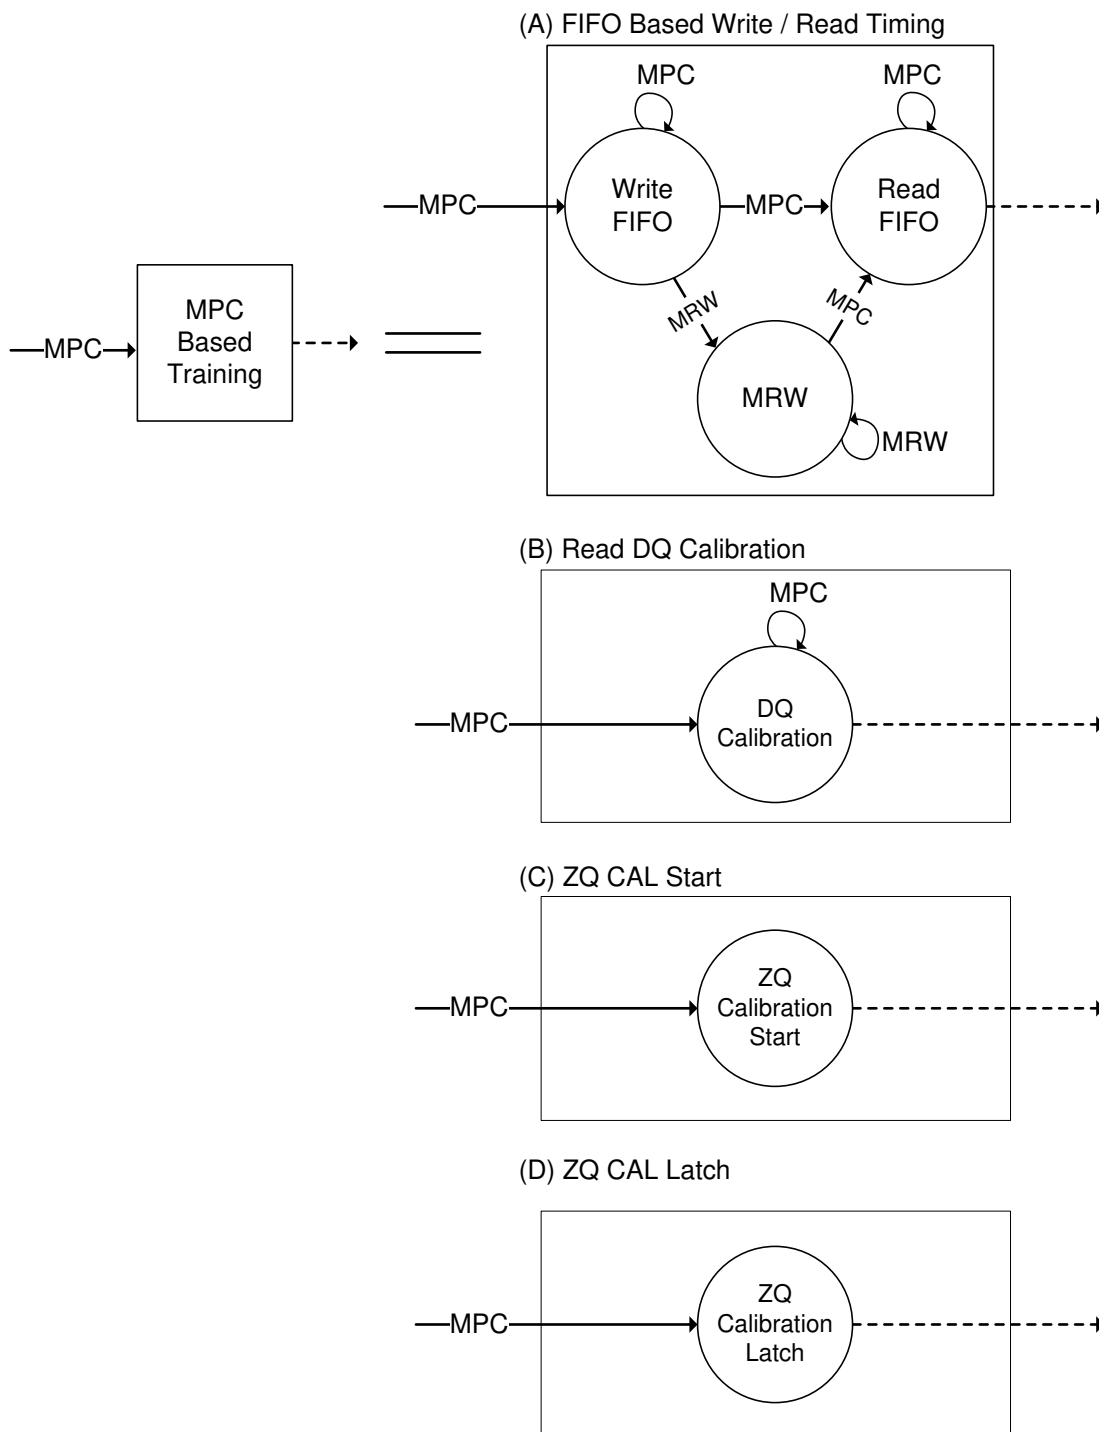 (A) FIFO Based Write / Read Timing
MPC
MPC
MPC
Write
FIFO
MPC
Read
FIFO
MRW
MPC
MRW
MRW
MPC
MPC
Based
Training
(B) Read DQ Calibration
MPC
MPC
DQ
Calibration
(C) ZQ CAL Start
MPC
ZQ
Calibration
Start
(D) ZQ CAL Latch
MPC
ZQ
Calibration
Latch